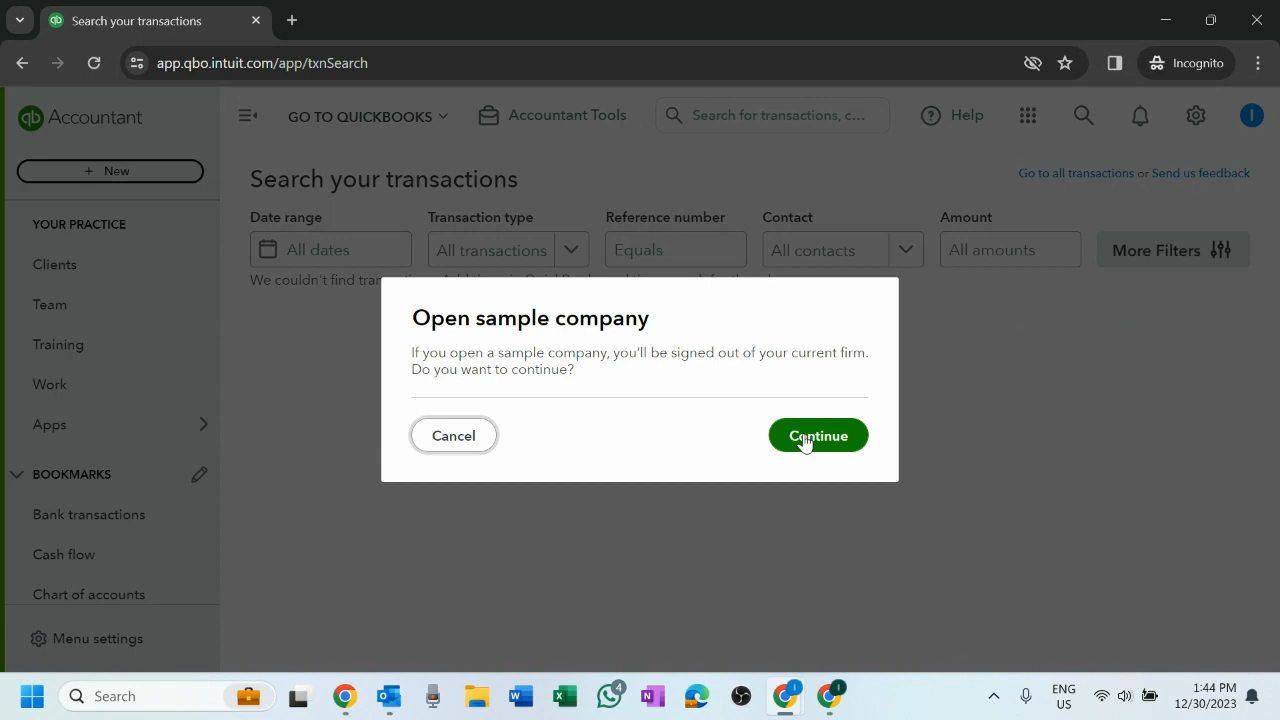 Search your transactions
app.qbo.intuit.com/app/txnSearch
Incognito
qb Accountant
GO TO QUICKBOOKS
Accountant Tools
Search for transactions, c...
Help
I
+ New
Search your transactions
Go to all transactions or Send us feedback
YOUR PRACTICE
Date range
Transaction type
Reference number
Contact
Amount
All dates
All transactions
Equals
All contacts
All amounts
More Filters
We couldn't find
Clients
Team
Training
Work
Apps
BOOKMARKS
Bank transactions
Cash flow
Chart of accounts
Menu settings
Open sample company
If you open a sample company, you'll be signed out of your current firm.
Do you want to continue?
Cancel
Continue
Search
4
ENG
US
1:44 PM
12/30/2023